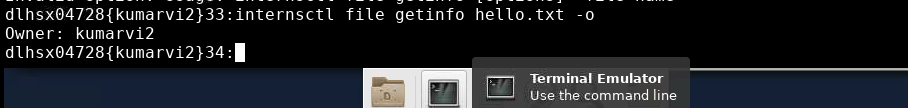 dlhsx04728{kumarvi2}33:internsctl file getinfo hello.txt -o
Owner: kumarvi2
dlhsx04728{kumarvi2}34:
Terminal Emulator
Use the command line